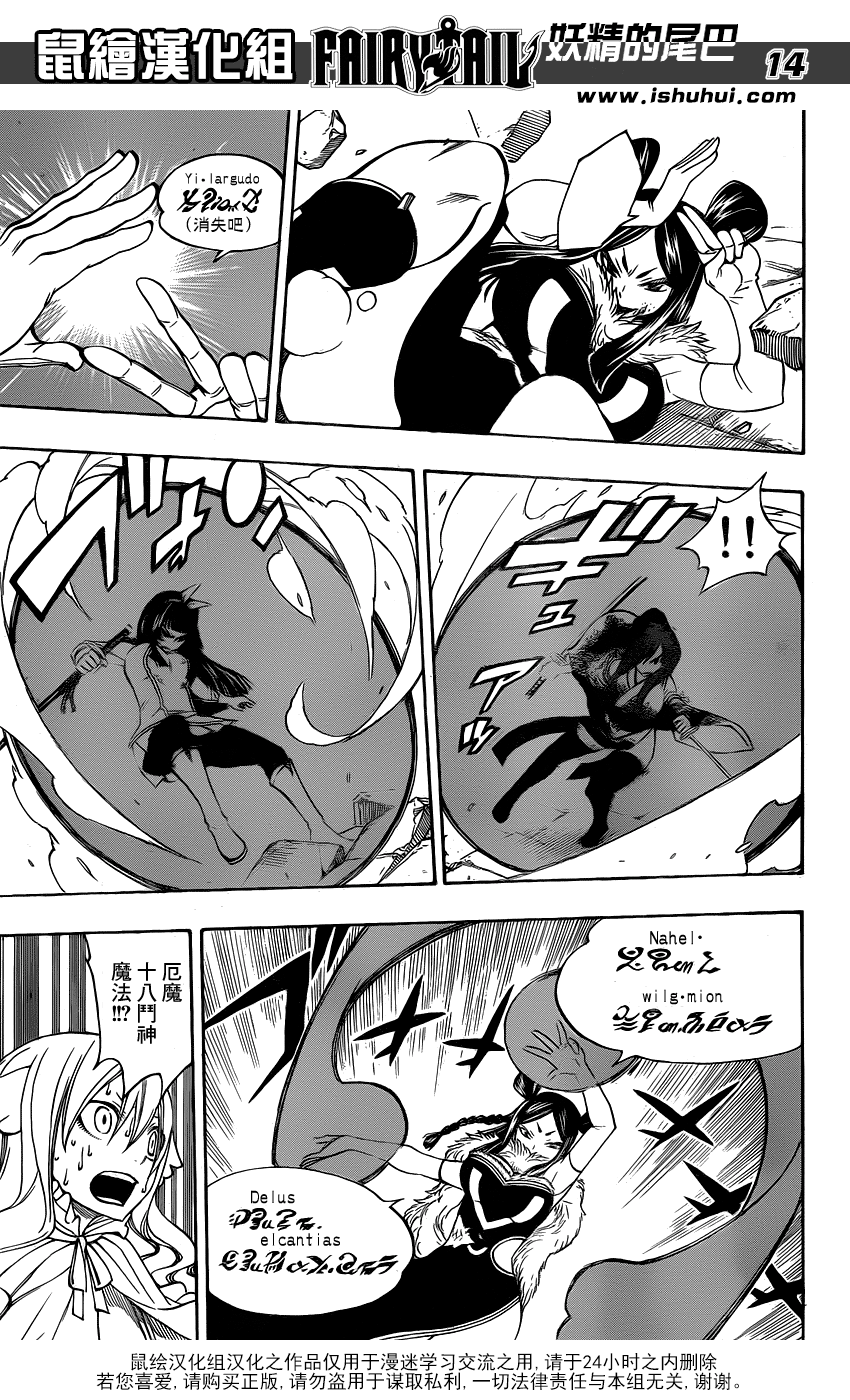 鼠繪漢化組
FAIRY TAIL
妖精的尾巴
14
www.ishuhui.com
Yi・largudo
(消失吧)
!!
ギュアッ
Nahel・
wilg・mion
厄魔
十八鬥神
魔法!!?
Delus
elcantias
鼠绘汉化组汉化之作品仅用于漫迷学习交流之用,请于24小时之内删除
若您喜爱,请购买正版,请勿盗用于谋取私利,一切法律责任与本组无关,谢谢。